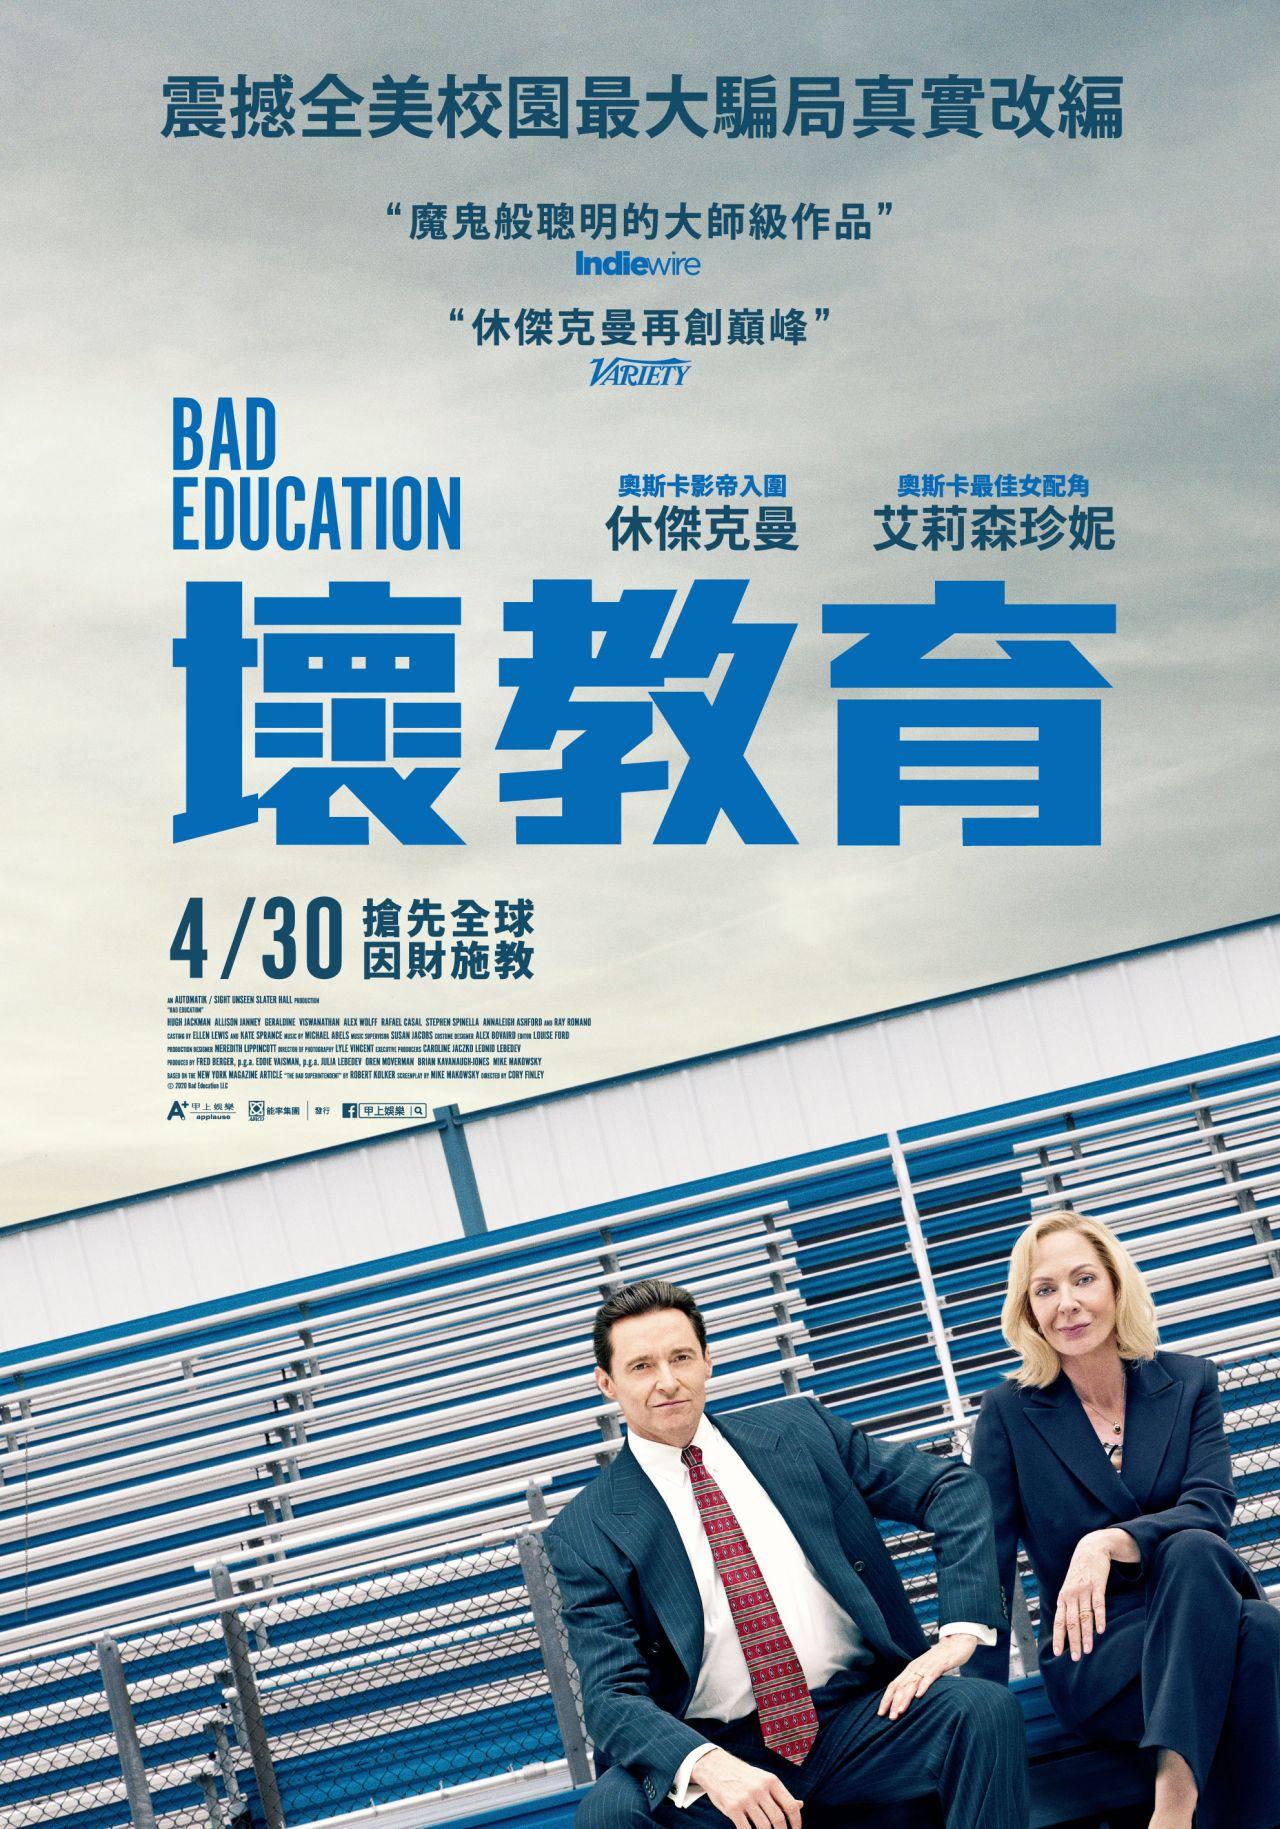 震撼全美校園最大騙局真實改編
“魔鬼般聰明的大師級作品”
Indiewire
“休傑克曼再創巔峰”
VARIETY
BAD
EDUCATION
奧斯卡影帝入圍
休傑克曼
奧斯卡最佳女配角
艾莉森珍妮
壞教育
4/30 搶先全球
因財施教
AN AUTOMATIK / SIGHT UNSEEN SLATER HALL PRODUCTION
"BAD EDUCATION"
HUGH JACKMAN ALLISON JANNEY GERALDINE VISWANATHAN ALEX WOLFF RAFAEL CASAL STEPHEN SPINELLA ANNALEIGH ASHFORD AND RAY ROMANO
CASTING BY ELLEN LEWIS AND KATE SPRANCE MUSIC BY MICHAEL ABELS MUSIC SUPERVISOR SUSAN JACOBS COSTUME DESIGNER ALEX BOVAIRD EDITOR LOUISE FORD
PRODUCTION DESIGNER MEREDITH LIPPINCOTT DIRECTOR OF PHOTOGRAPHY LYLE VINCENT EXECUTIVE PRODUCERS CAROLINE JACZKO LEONID LEBEDEV
PRODUCED BY FRED BERGER, p.g.a. EDDIE VAISMAN, p.g.a. JULIA LEBEDEV OREN MOVERMAN BRIAN KAVANAUGH-JONES MIKE MAKOWSKY
BASED ON THE NEW YORK MAGAZINE ARTICLE "THE BAD SUPERINTENDENT" BY ROBERT KOLKER SCREENPLAY BY MIKE MAKOWSKY DIRECTED BY CORY FINLEY
© 2020 Bad Education LLC
A+ 甲上娛樂 applause ABICO 能率集團 發行 甲上娛樂